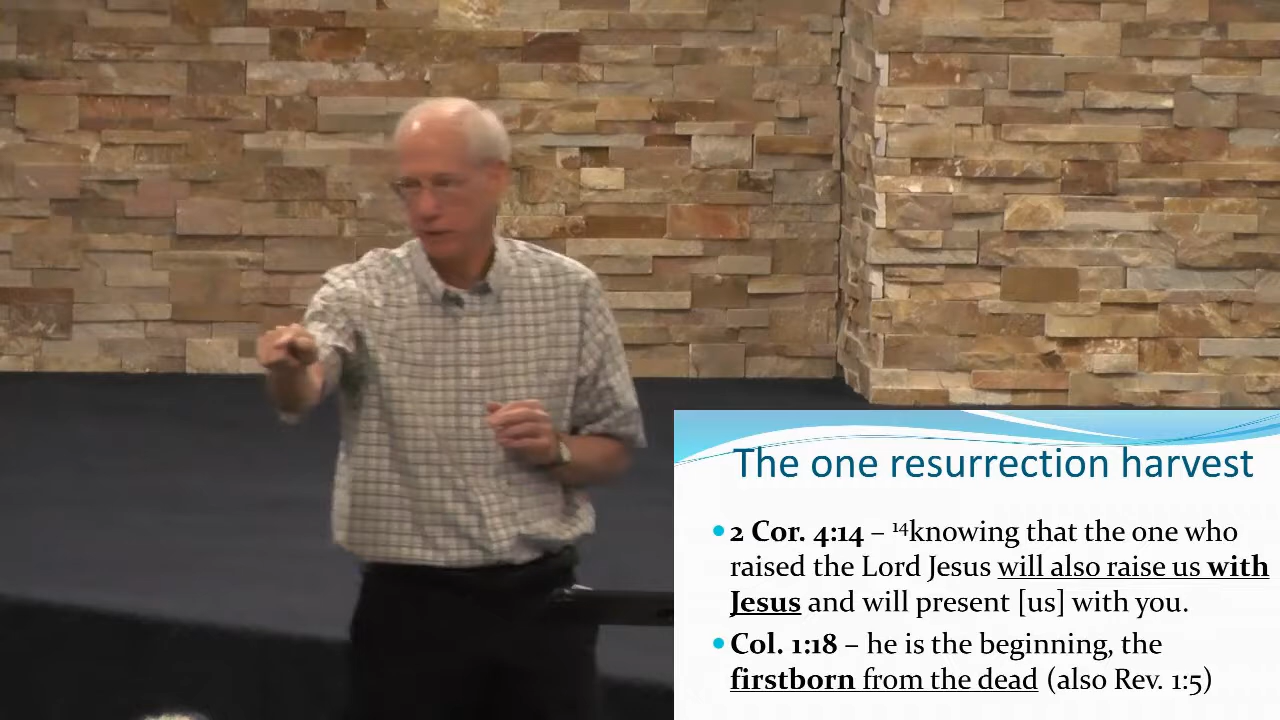 The one resurrection harvest
• 2 Cor. 4:14 – ¹⁴knowing that the one who
raised the Lord Jesus will also raise us with
Jesus and will present [us] with you.
• Col. 1:18 – he is the beginning, the
firstborn from the dead (also Rev. 1:5)